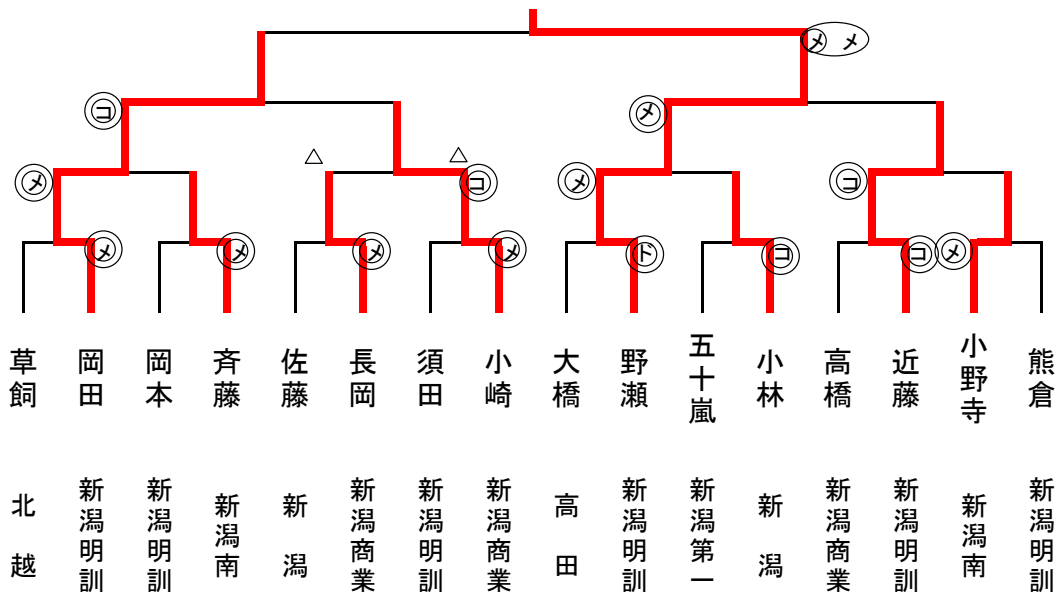 メ メ
コ
メ
△ △
メ
コ
メ
コ
メ
メ
メ
メ
ド
コ
コ
メ
草飼
岡田
岡本
斉藤
佐藤
長岡
須田
小崎
大橋
野瀬
五十嵐
小林
高橋
近藤
小野寺
熊倉
北越
新潟明訓
新潟明訓
新潟南
新潟
新潟商業
新潟明訓
新潟商業
高田
新潟明訓
新潟第一
新潟
新潟商業
新潟明訓
新潟南
新潟明訓